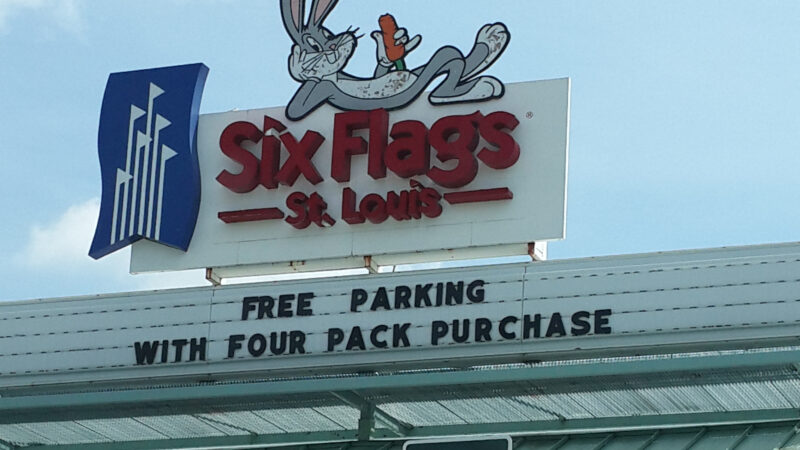 Six Flags®
St. Louis
FREE PARKING
WITH FOUR PACK PURCHASE